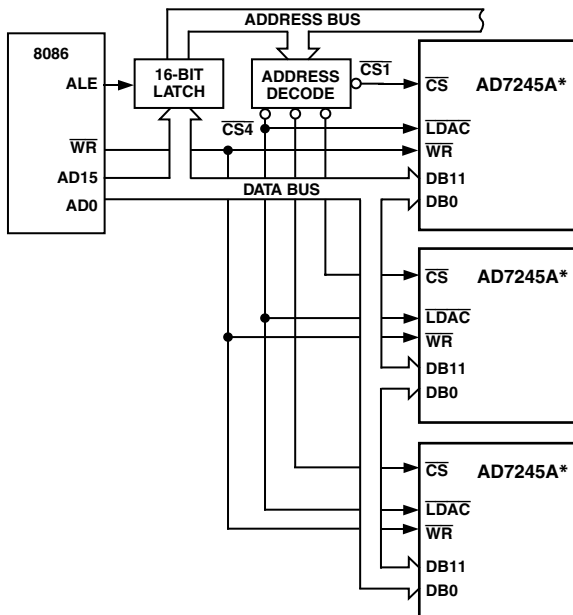 ADDRESS BUS
8086
ALE
16-BIT
LATCH
ADDRESS
DECODE
CS1
CS
AD7245A*
CS4
LDAC
WR
WR
AD15
DB11
DATA BUS
AD0
DB0
CS
AD7245A*
LDAC
WR
DB11
DB0
CS
AD7245A*
LDAC
WR
DB11
DB0